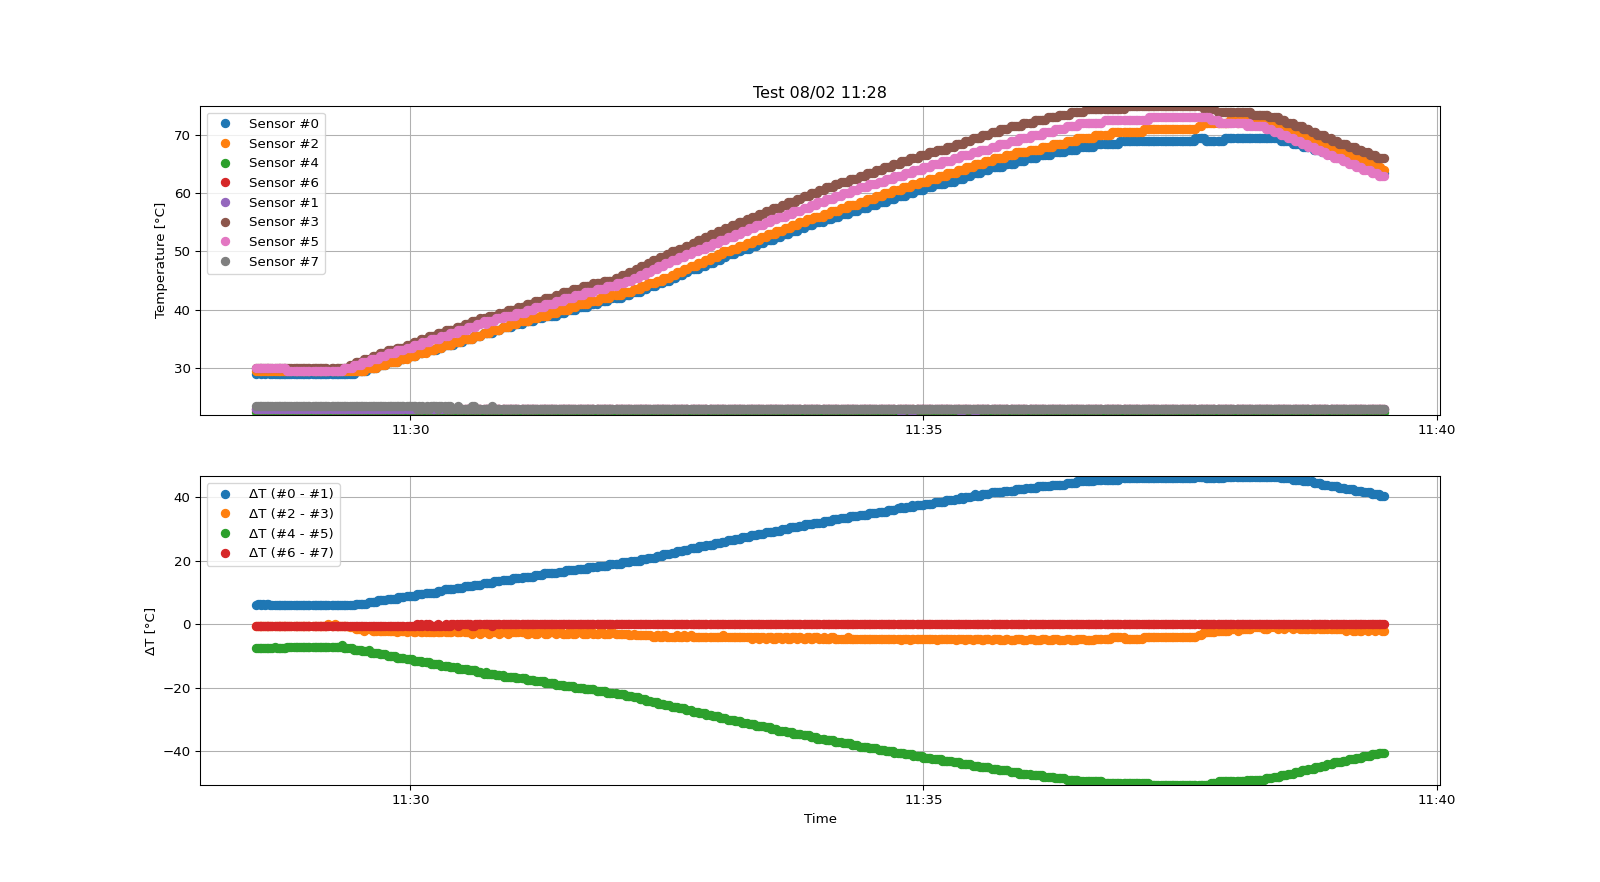 Test 08/02 11:28
Temperature [°C]
70
60
50
40
30
Sensor #0
Sensor #2
Sensor #4
Sensor #6
Sensor #1
Sensor #3
Sensor #5
Sensor #7
11:30
11:35
11:40
ΔT [°C]
40
20
0
−20
−40
ΔT (#0 - #1)
ΔT (#2 - #3)
ΔT (#4 - #5)
ΔT (#6 - #7)
11:30
11:35
11:40
Time